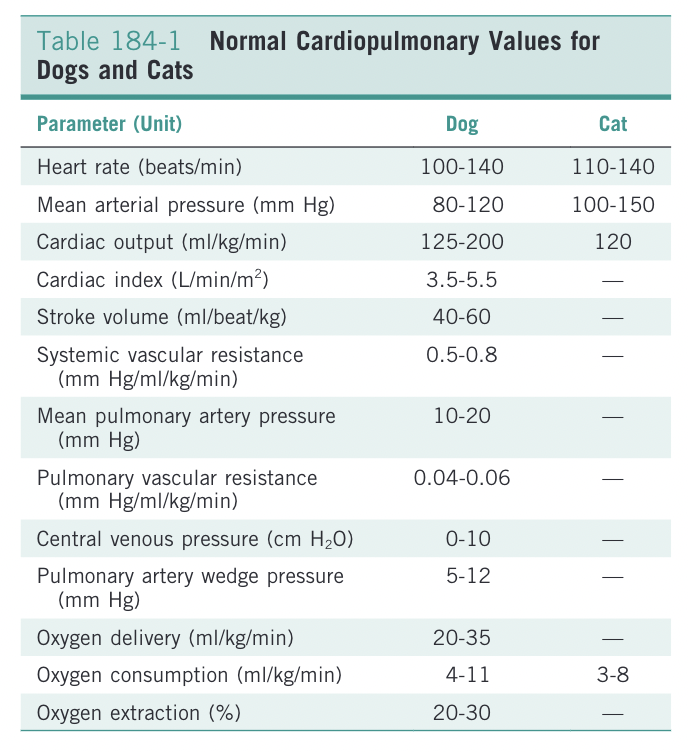 Table 184-1 Normal Cardiopulmonary Values for
Dogs and Cats
Parameter (Unit) Dog Cat
Heart rate (beats/min) 100-140 110-140
Mean arterial pressure (mm Hg) 80-120 100-150
Cardiac output (ml/kg/min) 125-200 120
Cardiac index (L/min/m²) 3.5-5.5 —
Stroke volume (ml/beat/kg) 40-60 —
Systemic vascular resistance 0.5-0.8 —
(mm Hg/ml/kg/min)
Mean pulmonary artery pressure 10-20 —
(mm Hg)
Pulmonary vascular resistance 0.04-0.06 —
(mm Hg/ml/kg/min)
Central venous pressure (cm H₂O) 0-10 —
Pulmonary artery wedge pressure 5-12 —
(mm Hg)
Oxygen delivery (ml/kg/min) 20-35 —
Oxygen consumption (ml/kg/min) 4-11 3-8
Oxygen extraction (%) 20-30 —